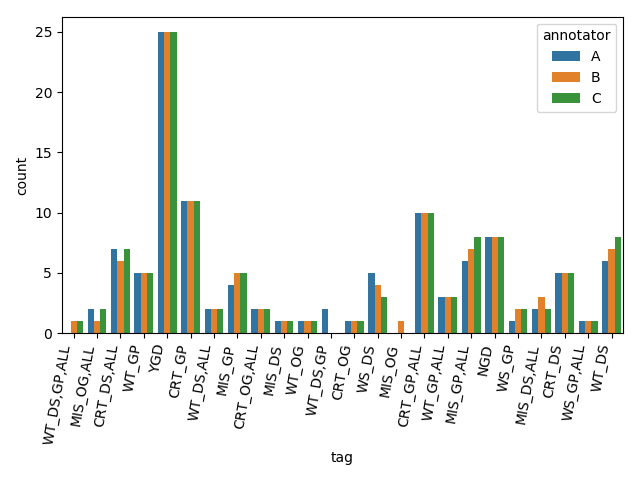 annotator
A
B
C
count
25
20
15
10
5
0
WT_DS,GP,ALL
MIS_OG,ALL
CRT_DS,ALL
WT_GP
YGD
CRT_GP
WT_DS,ALL
MIS_GP
CRT_OG,ALL
MIS_DS
WT_OG
WT_DS,GP
CRT_OG
WS_DS
MIS_OG
CRT_GP,ALL
WT_GP,ALL
MIS_GP,ALL
NGD
WS_GP
MIS_DS,ALL
CRT_DS
WS_GP,ALL
WT_DS
tag